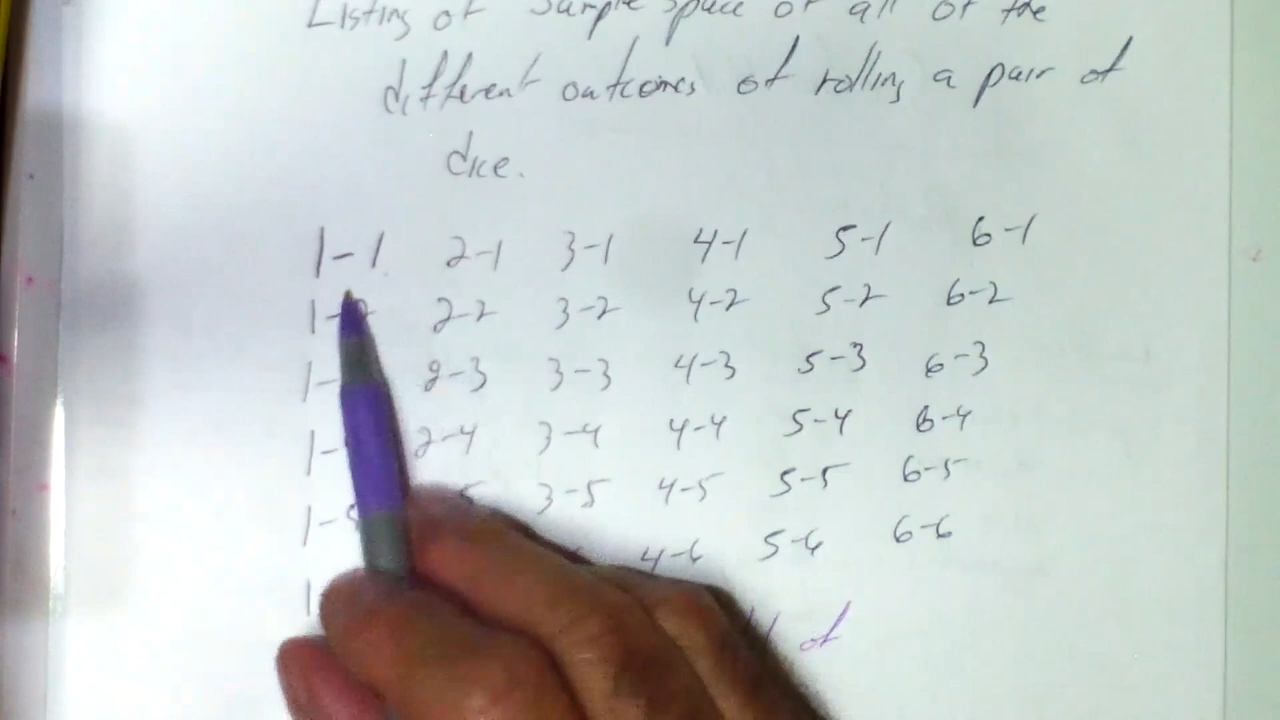 Listing of Sample Space of all of the
different outcomes of rolling a pair of
dice.
1-1 2-1 3-1 4-1 5-1 6-1
2-2 3-2 4-2 5-2 6-2
2-3 3-3 4-3 5-3 6-3
2-4 3-4 4-4 5-4 6-4
3-5 4-5 5-5 6-5
4-6 5-6 6-6
of